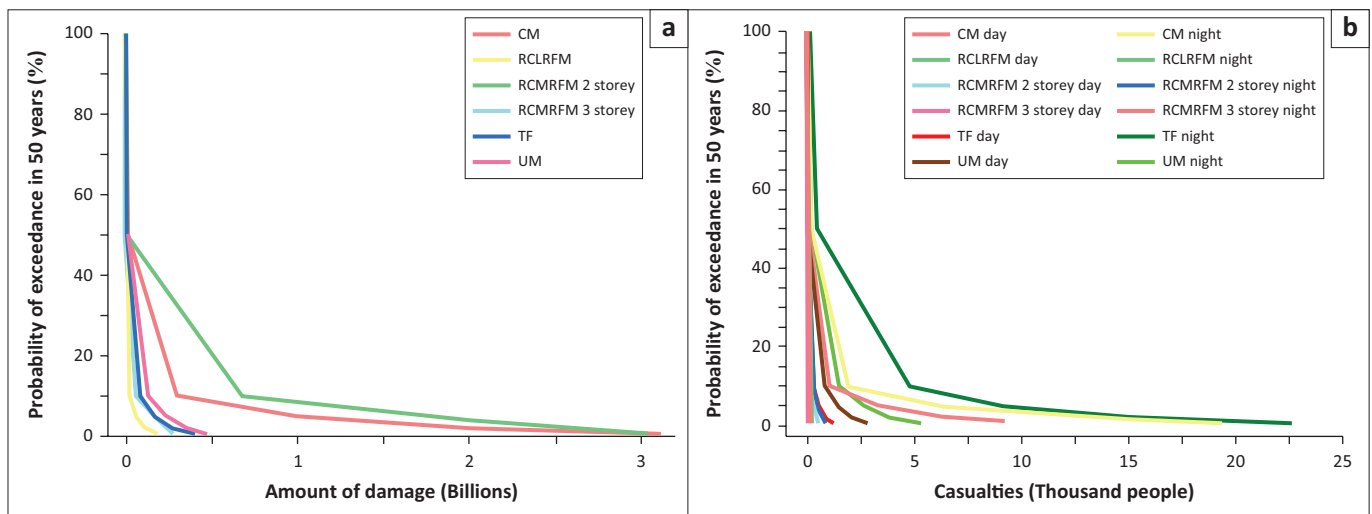 a
CM
RCLRFM
RCMRFM 2 storey
RCMRFM 3 storey
TF
UM
Probability of exceedance in 50 years (%)
100
80
60
40
20
0
0 1 2 3
Amount of damage (Billions)
b
CM day CM night
RCLRFM day RCLRFM night
RCMRFM 2 storey day RCMRFM 2 storey night
RCMRFM 3 storey day RCMRFM 3 storey night
TF day TF night
UM day UM night
Probability of exceedance in 50 years (%)
100
80
60
40
20
0
0 5 10 15 20 25
Casualties (Thousand people)